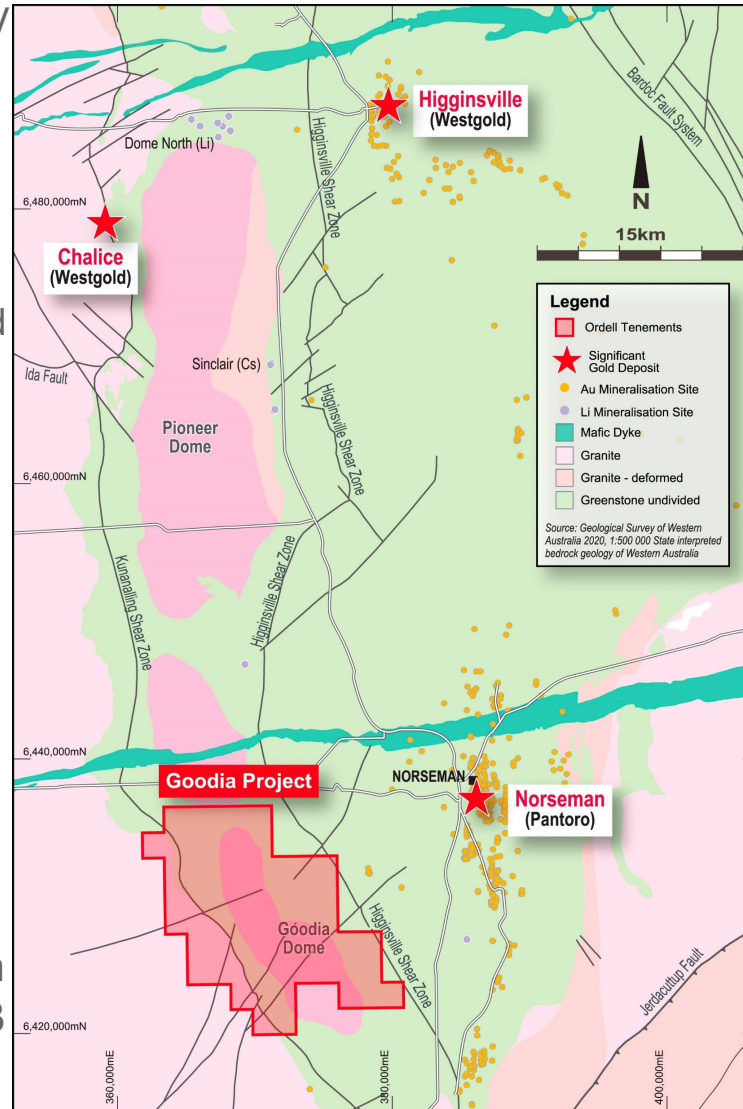 y
Higginsville
(Westgold)
Bardoc Fault System
Dome North (Li)
Higginsville Shear Zone
N
6,480,000mN
15km
Chalice
(Westgold)
Legend
Ordell Tenements
Significant
Gold Deposit
Au Mineralisation Site
Li Mineralisation Site
Mafic Dyke
Granite
Granite - deformed
Greenstone undivided
Source: Geological Survey of Western
Australia 2020, 1:500 000 State interpreted
bedrock geology of Western Australia
d
Sinclair (Cs)
Ida Fault
Higginsville Shear Zone
Pioneer
Dome
6,460,000mN
Kunanalling Shear Zone
Higginsville Shear Zone
6,440,000mN
Goodia Project
NORSEMAN
Norseman
(Pantoro)
Goodia
Dome
Higginsville Shear Zone
Jerdacuttup Fault
n
3
6,420,000mN
360,000mE
380,000mE
400,000mE